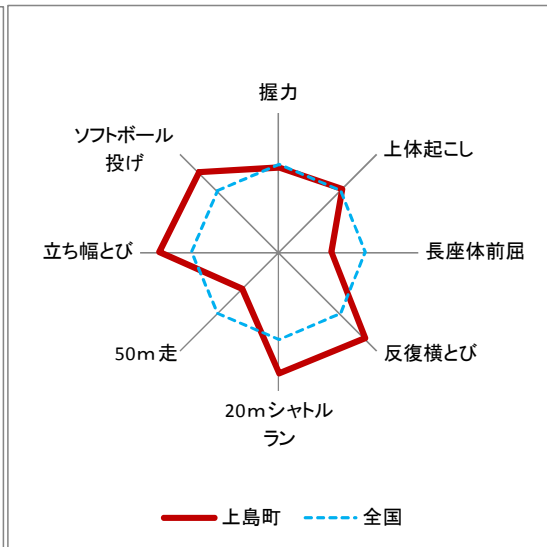 握力
上体起こし
長座体前屈
反復横とび
20mシャトル
ラン
50m走
立ち幅とび
ソフトボール
投げ
上島町
全国